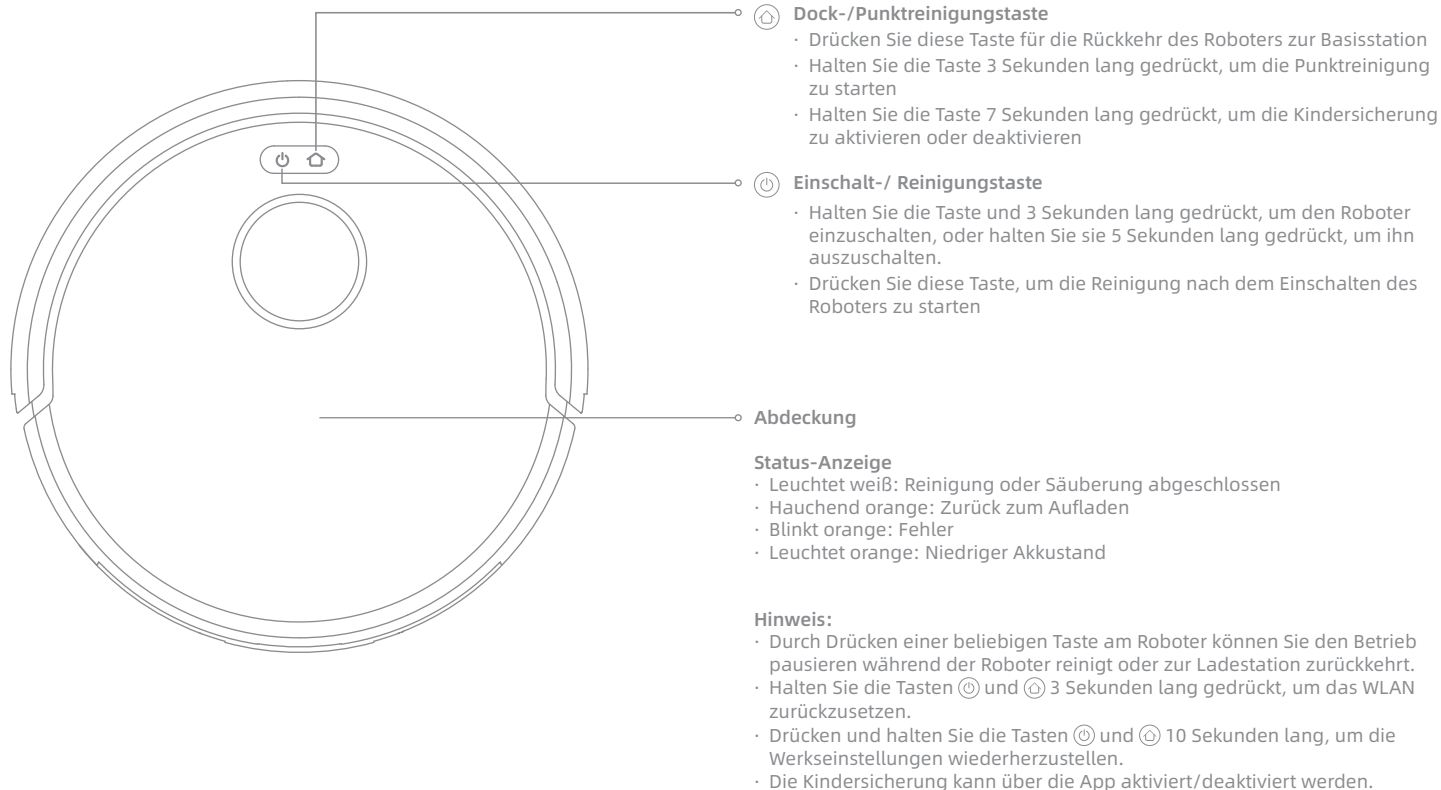 Dock-/Punktreinigungstaste
· Drücken Sie diese Taste für die Rückkehr des Roboters zur Basisstation
· Halten Sie die Taste 3 Sekunden lang gedrückt, um die Punktreinigung
zu starten
· Halten Sie die Taste 7 Sekunden lang gedrückt, um die Kindersicherung
zu aktivieren oder deaktivieren
Einschalt-/ Reinigungstaste
· Halten Sie die Taste und 3 Sekunden lang gedrückt, um den Roboter
einzuschalten, oder halten Sie sie 5 Sekunden lang gedrückt, um ihn
auszuschalten.
· Drücken Sie diese Taste, um die Reinigung nach dem Einschalten des
Roboters zu starten
Abdeckung
Status-Anzeige
· Leuchtet weiß: Reinigung oder Säuberung abgeschlossen
· Hauchend orange: Zurück zum Aufladen
· Blinkt orange: Fehler
· Leuchtet orange: Niedriger Akkustand
Hinweis:
· Durch Drücken einer beliebigen Taste am Roboter können Sie den Betrieb
pausieren während der Roboter reinigt oder zur Ladestation zurückkehrt.
· Halten Sie die Tasten und 3 Sekunden lang gedrückt, um das WLAN
zurückzusetzen.
· Drücken und halten Sie die Tasten und 10 Sekunden lang, um die
Werkseinstellungen wiederherzustellen.
· Die Kindersicherung kann über die App aktiviert/deaktiviert werden.